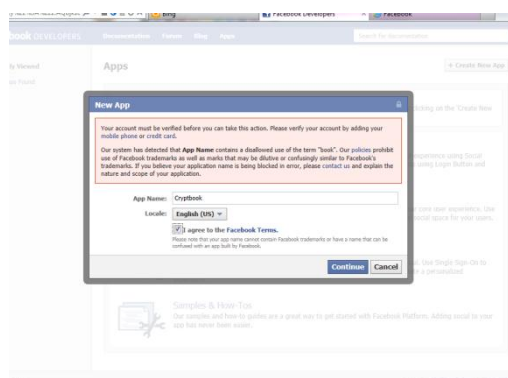 Bing
Facebook Developers
Facebook
book DEVELOPERS
Documentation Forum Blog Apps
Search for documentation
Apps
+ Create New App
New App
Your account must be verified before you can take this action. Please verify your account by adding your
mobile phone or credit card.
Our system has detected that App Name contains a disallowed use of the term "book". Our policies prohibit
use of Facebook trademarks as well as marks that may be dilutive or confusingly similar to Facebook's
trademarks. If you believe your application name is being blocked in error, please contact us and explain the
nature and scope of your application.
App Name: Cryptbook
Locale: English (US)
I agree to the Facebook Terms.
Please note that your app name cannot contain Facebook trademarks or have a name that can be
confused with an app built by Facebook.
Continue Cancel
Samples & How-Tos
Our samples and how-to guides are a great way to get started with Facebook Platform. Adding social to your
app has never been easier.